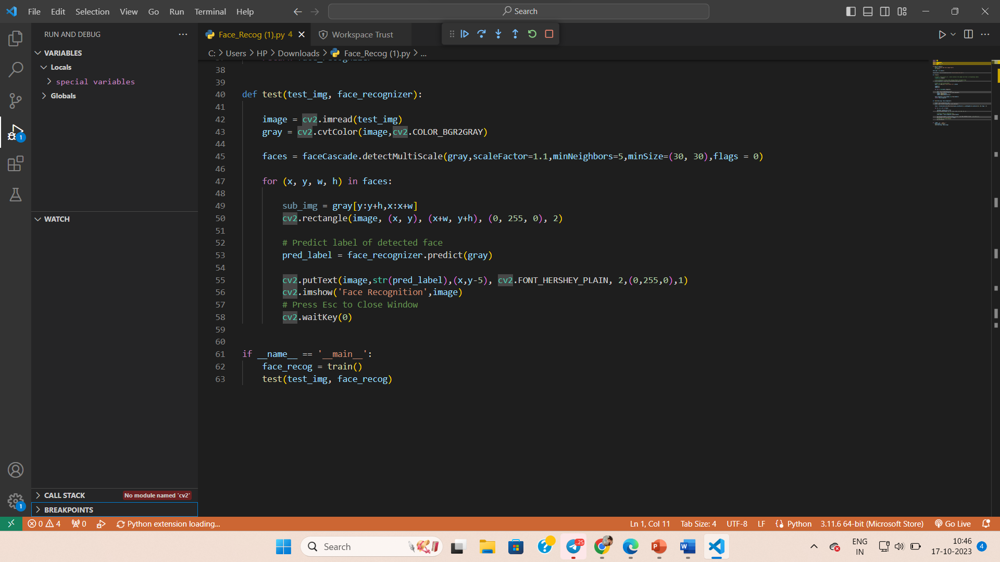 File Edit Selection View Go Run Terminal Help
Search
RUN AND DEBUG
Face_Recog (1).py 4
Workspace Trust
C: > Users > HP > Downloads > Face_Recog (1).py > ...
VARIABLES
Locals
special variables
Globals
WATCH
CALL STACK
No module named 'cv2'
BREAKPOINTS
38
39
40 def test(test_img, face_recognizer):
41
42 image = cv2.imread(test_img)
43 gray = cv2.cvtColor(image,cv2.COLOR_BGR2GRAY)
44
45 faces = faceCascade.detectMultiScale(gray,scaleFactor=1.1,minNeighbors=5,minSize=(30, 30),flags = 0)
46
47 for (x, y, w, h) in faces:
48
49 sub_img = gray[y:y+h,x:x+w]
50 cv2.rectangle(image, (x, y), (x+w, y+h), (0, 255, 0), 2)
51
52 # Predict label of detected face
53 pred_label = face_recognizer.predict(gray)
54
55 cv2.putText(image,str(pred_label),(x,y-5), cv2.FONT_HERSHEY_PLAIN, 2,(0,255,0),1)
56 cv2.imshow('Face Recognition',image)
57 # Press Esc to Close Window
58 cv2.waitKey(0)
59
60
61 if __name__ == '__main__':
62 face_recog = train()
63 test(test_img, face_recog)
1
1
0 4 0 Python extension loading...
Ln 1, Col 11 Tab Size: 4 UTF-8 LF Python 3.11.6 64-bit (Microsoft Store) Go Live
Search
..25
ENG
IN
10:46
17-10-2023
4